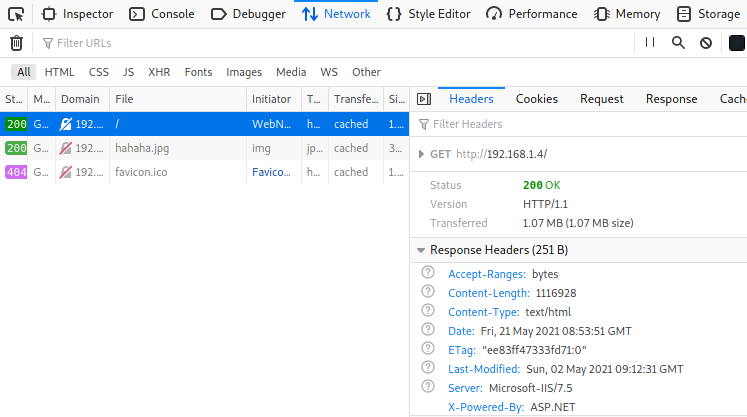 Inspector Console Debugger Network Style Editor Performance Memory Storage
Filter URLs
All HTML CSS JS XHR Fonts Images Media WS Other
St… M… Domain File Initiator T… Transfe… Si…
200 G… 192.… / WebN… h… cached 1.…
200 G… 192.… hahaha.jpg img jp… cached 3…
404 G… 192.… favicon.ico Favico… h… cached 1.…
Headers Cookies Request Response Cach
Filter Headers
GET http://192.168.1.4/
Status 200 OK
Version HTTP/1.1
Transferred 1.07 MB (1.07 MB size)
Response Headers (251 B)
Accept-Ranges: bytes
Content-Length: 1116928
Content-Type: text/html
Date: Fri, 21 May 2021 08:53:51 GMT
ETag: "ee83ff47333fd71:0"
Last-Modified: Sun, 02 May 2021 09:12:31 GMT
Server: Microsoft-IIS/7.5
X-Powered-By: ASP.NET